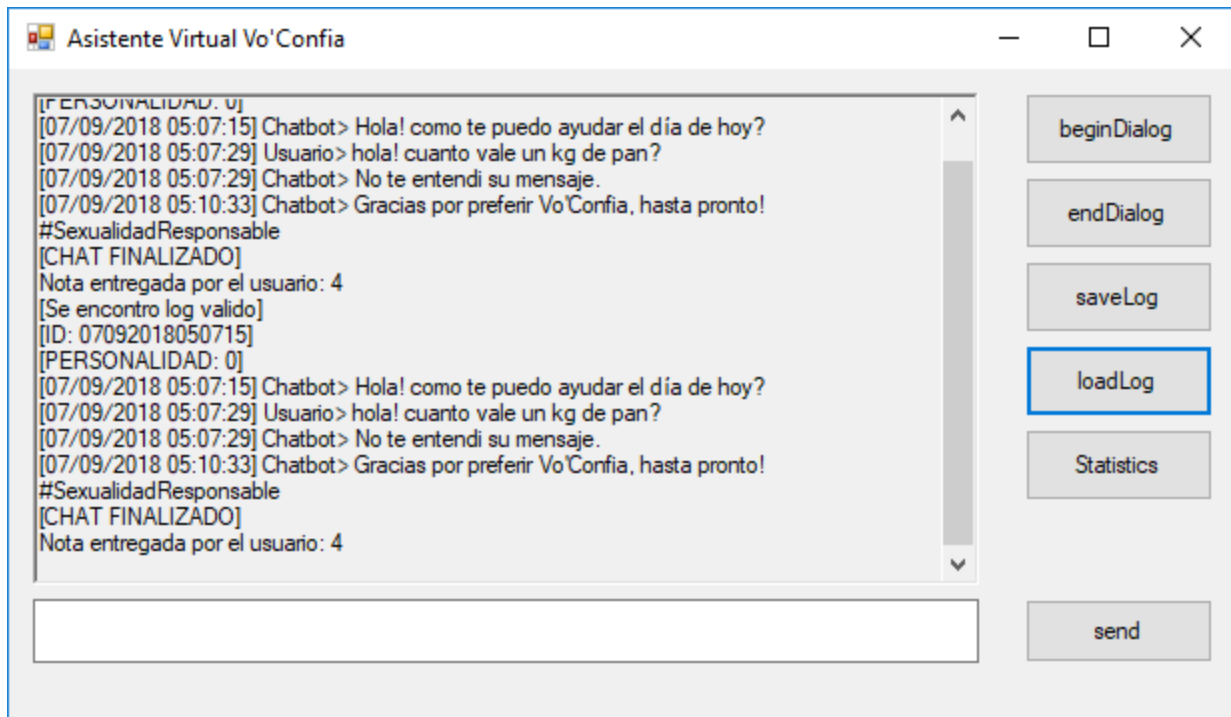 Asistente Virtual Vo'Confia
[PERSONALIDAD: 0]
[07/09/2018 05:07:15] Chatbot> Hola! como te puedo ayudar el día de hoy?
[07/09/2018 05:07:29] Usuario> hola! cuanto vale un kg de pan?
[07/09/2018 05:07:29] Chatbot> No te entendi su mensaje.
[07/09/2018 05:10:33] Chatbot> Gracias por preferir Vo'Confia, hasta pronto!
#SexualidadResponsable
[CHAT FINALIZADO]
Nota entregada por el usuario: 4
[Se encontro log valido]
[ID: 07092018050715]
[PERSONALIDAD: 0]
[07/09/2018 05:07:15] Chatbot> Hola! como te puedo ayudar el día de hoy?
[07/09/2018 05:07:29] Usuario> hola! cuanto vale un kg de pan?
[07/09/2018 05:07:29] Chatbot> No te entendi su mensaje.
[07/09/2018 05:10:33] Chatbot> Gracias por preferir Vo'Confia, hasta pronto!
#SexualidadResponsable
[CHAT FINALIZADO]
Nota entregada por el usuario: 4
beginDialog
endDialog
saveLog
loadLog
Statistics
send